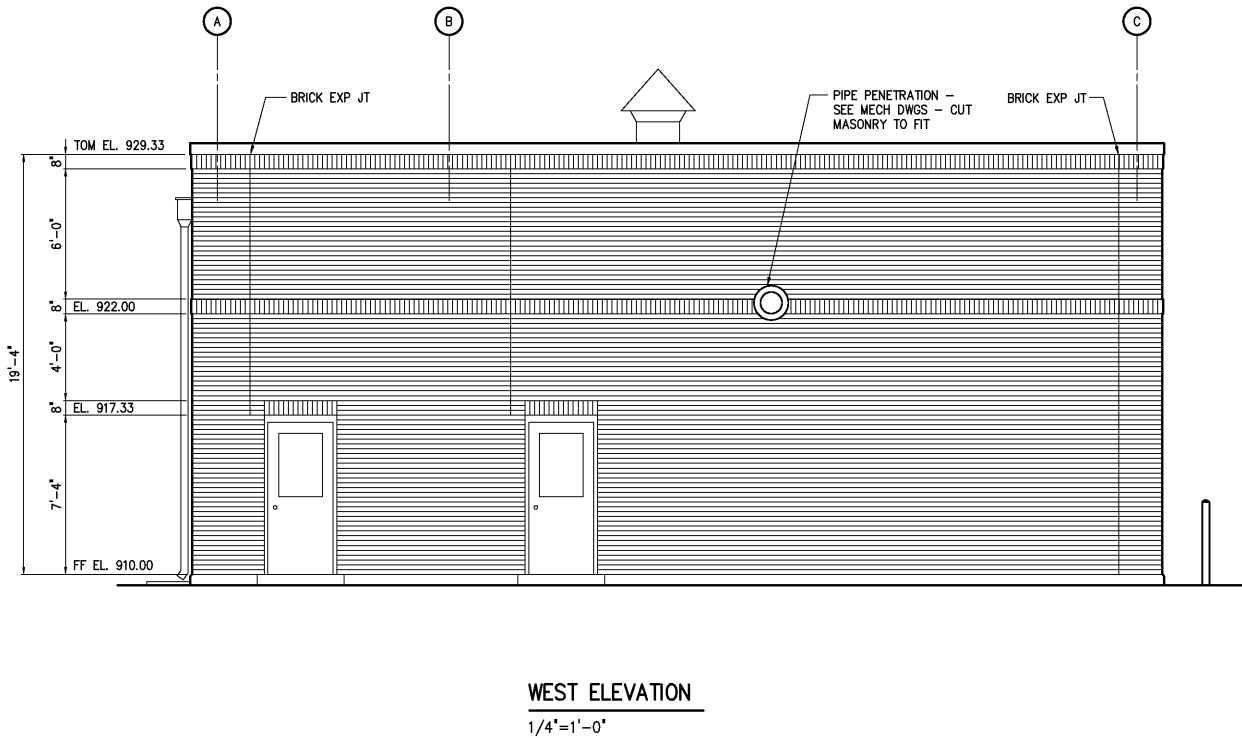 A
B
C
BRICK EXP JT
PIPE PENETRATION –
SEE MECH DWGS – CUT
MASONRY TO FIT
BRICK EXP JT
TOM EL. 929.33
8"
6'-0"
8"
EL. 922.00
4'-0"
19'-4"
8"
EL. 917.33
7'-4"
FF EL. 910.00
WEST ELEVATION
1/4"=1'-0"